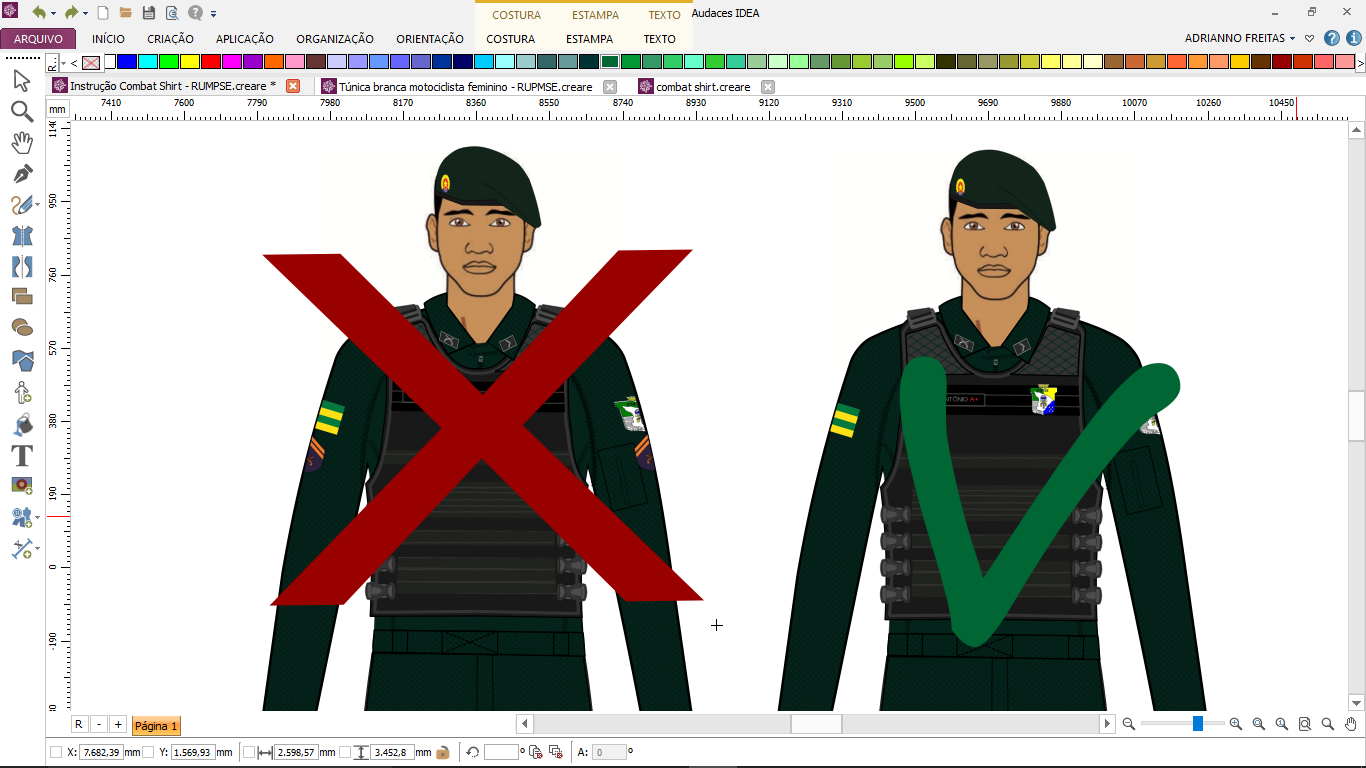 COSTURA ESTAMPA TEXTO Audaces IDEA
ARQUIVO INÍCIO CRIAÇÃO APLICAÇÃO ORGANIZAÇÃO ORIENTAÇÃO COSTURA ESTAMPA TEXTO ADRIANNO FREITAS
Instrução Combat Shirt - RUMPSE.creare * Túnica branca motociclista feminino - RUPMSE.creare combat shirt.creare
mm 7410 7600 7790 7980 8170 8360 8550 8740 8930 9120 9310 9500 9690 9880 10070 10260 10450
1140
950
760
570
380
190
0
-190
R - + Página 1
X: 7.682,39 mm Y: 1.569,93 mm 2.598,57 mm 3.452,8 mm º A: 0 º